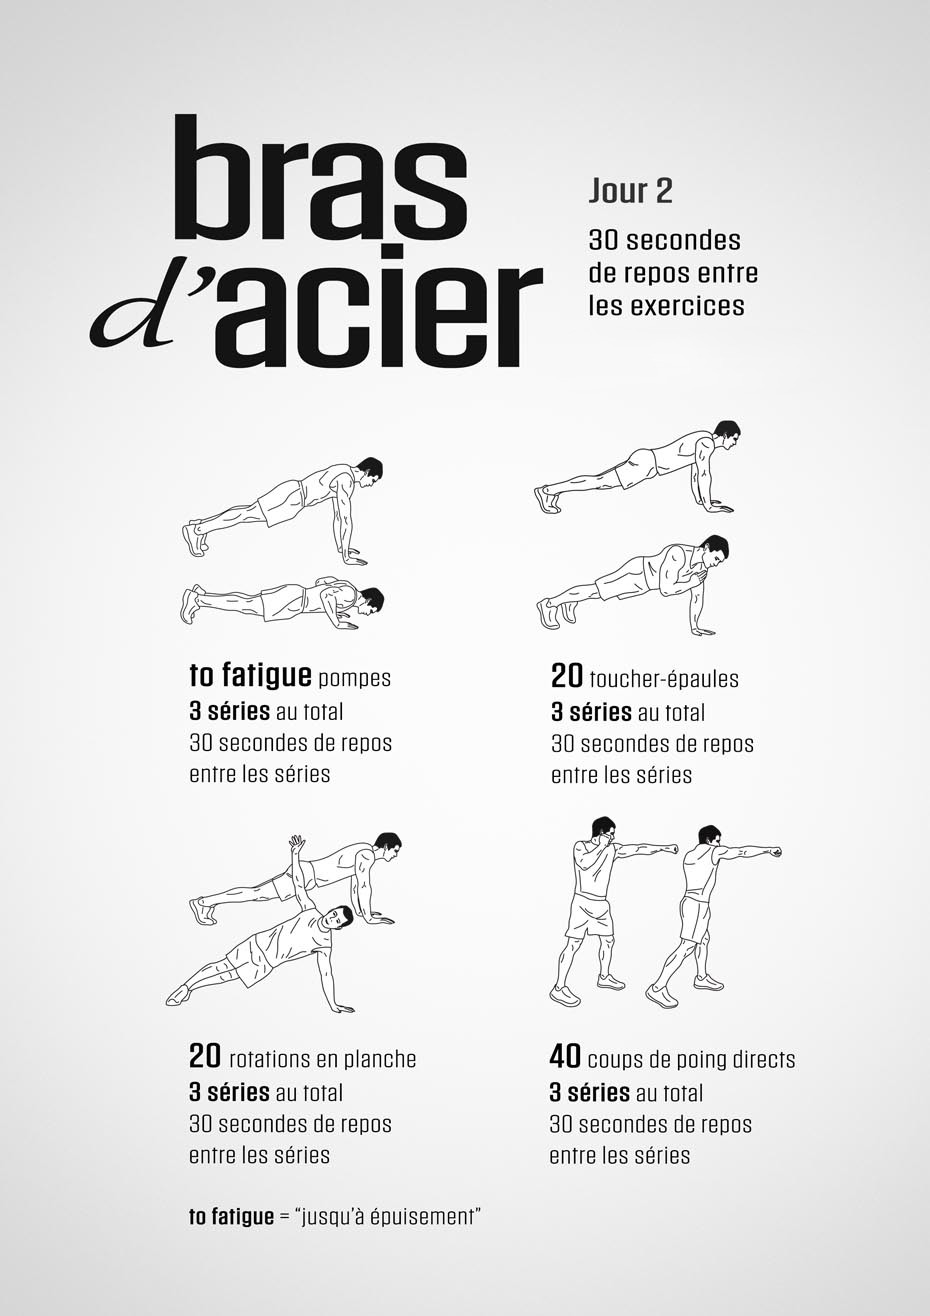 bras
d'acier
Jour 2
30 secondes
de repos entre
les exercices
to fatigue pompes
3 séries au total
30 secondes de repos
entre les séries
20 toucher-épaules
3 séries au total
30 secondes de repos
entre les séries
20 rotations en planche
3 séries au total
30 secondes de repos
entre les séries
40 coups de poing directs
3 séries au total
30 secondes de repos
entre les séries
to fatigue = “jusqu'à épuisement”